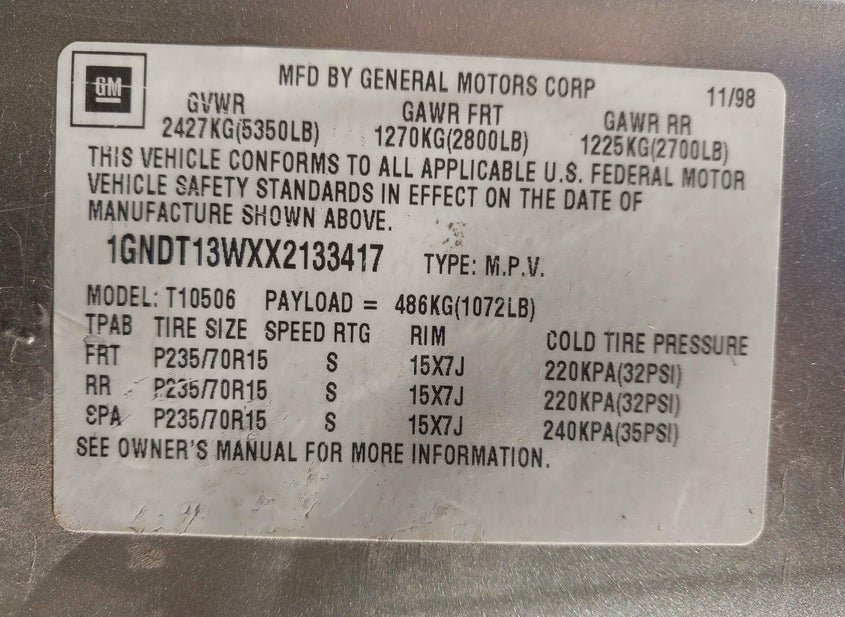 GM
MFD BY GENERAL MOTORS CORP 11/98
GVWR GAWR FRT GAWR RR
2427KG(5350LB) 1270KG(2800LB) 1225KG(2700LB)
THIS VEHICLE CONFORMS TO ALL APPLICABLE U.S. FEDERAL MOTOR
VEHICLE SAFETY STANDARDS IN EFFECT ON THE DATE OF
MANUFACTURE SHOWN ABOVE.
1GNDT13WXX2133417 TYPE: M.P.V.
MODEL: T10506 PAYLOAD = 486KG(1072LB)
TPAB TIRE SIZE SPEED RTG RIM COLD TIRE PRESSURE
FRT P235/70R15 S 15X7J 220KPA(32PSI)
RR P235/70R15 S 15X7J 220KPA(32PSI)
SPA P235/70R15 S 15X7J 240KPA(35PSI)
SEE OWNER'S MANUAL FOR MORE INFORMATION.